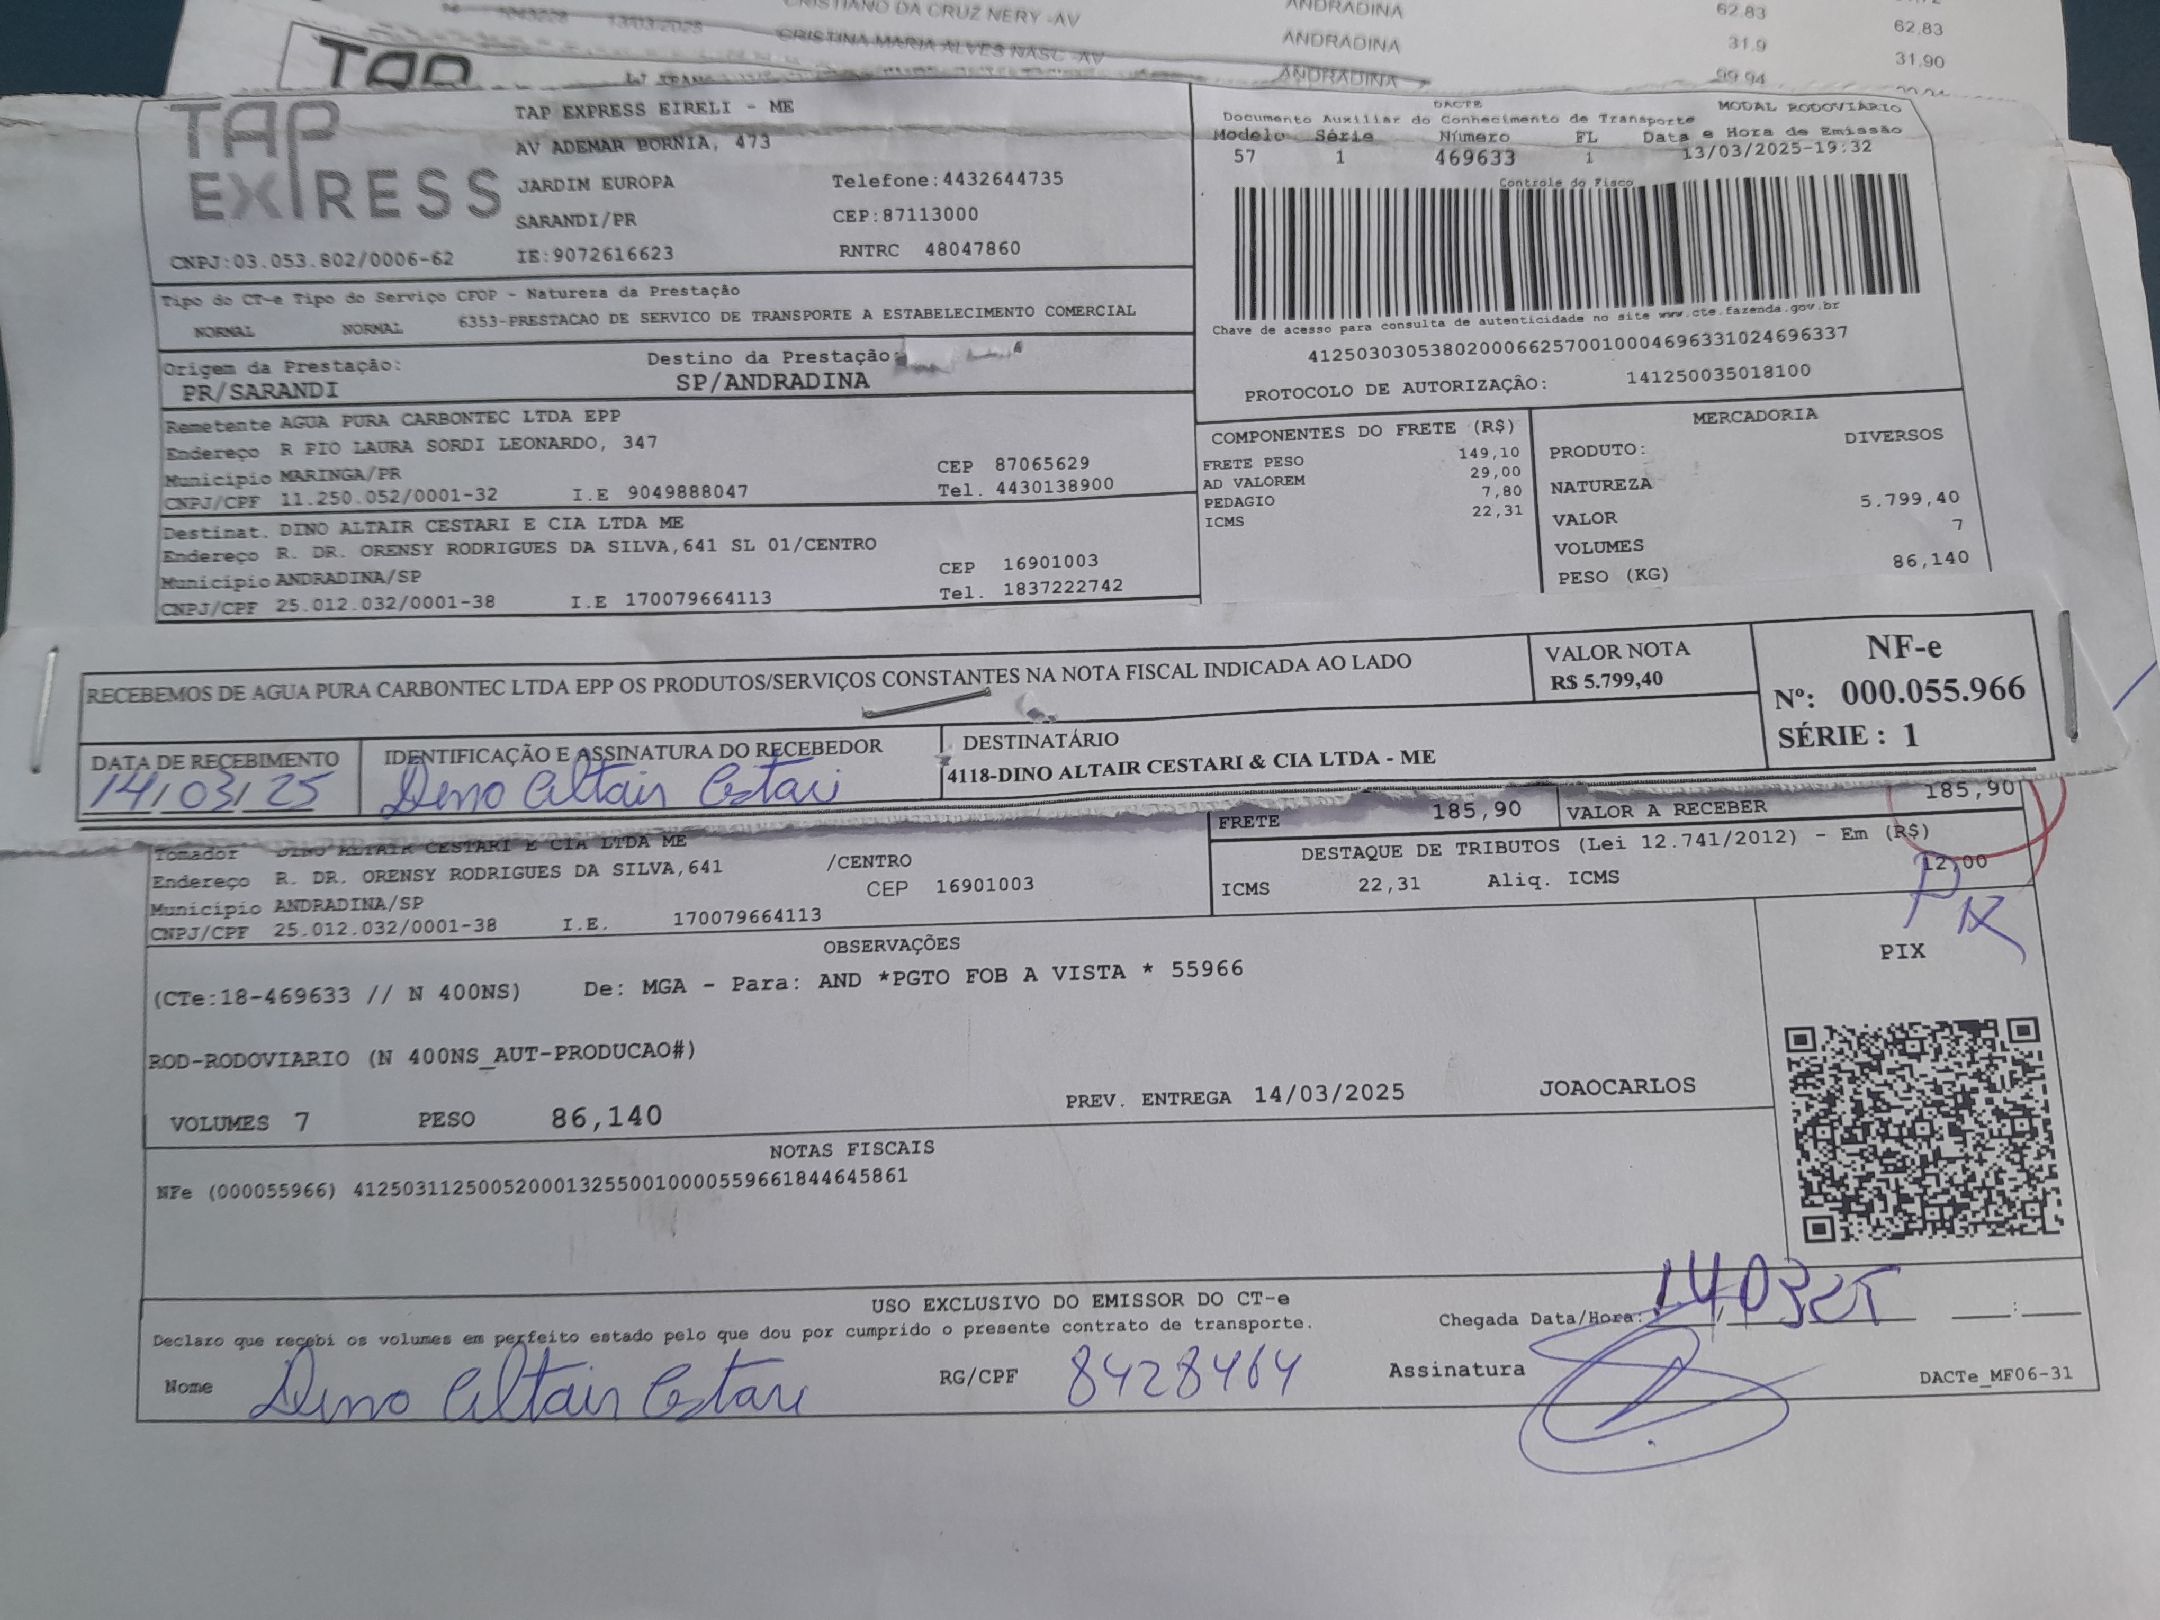 CRISTIANO DA CRUZ NERY -AV ANDRADINA 62,83 62,83
13/03/2025 CRISTINA MARIA ALVES NASC -AV ANDRADINA 31,9 31,90
ANDRADINA 99,94
TAP
TAP EXPRESS
TAP EXPRESS EIRELI - ME
AV ADEMAR BORNIA, 473
JARDIM EUROPA Telefone:4432644735
SARANDI/PR CEP:87113000
CNPJ:03.053.802/0006-62 IE:9072616623 RNTRC 48047860
DACTE MODAL RODOVIÁRIO
Documento Auxiliar do Conhecimento de Transporte
Modelo Série Número FL Data e Hora de Emissão
57 1 469633 1 13/03/2025-19:32
Controle do Fisco
Chave de acesso para consulta de autenticidade no site www.cte.fazenda.gov.br
41250303053802000662570010004696331024696337
PROTOCOLO DE AUTORIZAÇÃO: 141250035018100
Tipo do CT-e Tipo do Serviço CFOP - Natureza da Prestação
NORMAL NORMAL 6353-PRESTACAO DE SERVICO DE TRANSPORTE A ESTABELECIMENTO COMERCIAL
Origem da Prestação: Destino da Prestação:
PR/SARANDI SP/ANDRADINA
Remetente AGUA PURA CARBONTEC LTDA EPP
Endereço R PIO LAURA SORDI LEONARDO, 347
Município MARINGA/PR CEP 87065629
CNPJ/CPF 11.250.052/0001-32 I.E 9049888047 Tel. 4430138900
Destinat. DINO ALTAIR CESTARI E CIA LTDA ME
Endereço R. DR. ORENSY RODRIGUES DA SILVA,641 SL 01/CENTRO
Município ANDRADINA/SP CEP 16901003
CNPJ/CPF 25.012.032/0001-38 I.E 170079664113 Tel. 1837222742
COMPONENTES DO FRETE (R$)
FRETE PESO 149,10
AD VALOREM 29,00
PEDAGIO 7,80
ICMS 22,31
MERCADORIA
PRODUTO: DIVERSOS
NATUREZA
VALOR 5.799,40
VOLUMES 7
PESO (KG) 86,140
RECEBEMOS DE AGUA PURA CARBONTEC LTDA EPP OS PRODUTOS/SERVIÇOS CONSTANTES NA NOTA FISCAL INDICADA AO LADO
VALOR NOTA
R$ 5.799,40
NF-e
Nº: 000.055.966
SÉRIE : 1
DATA DE RECEBIMENTO
14/03/25
IDENTIFICAÇÃO E ASSINATURA DO RECEBEDOR
Dino Altair Cestari
DESTINATÁRIO
4118-DINO ALTAIR CESTARI & CIA LTDA - ME
FRETE 185,90 VALOR A RECEBER 185,90
Tomador DINO ALTAIR CESTARI E CIA LTDA ME
Endereço R. DR. ORENSY RODRIGUES DA SILVA,641 /CENTRO
Município ANDRADINA/SP CEP 16901003
CNPJ/CPF 25.012.032/0001-38 I.E. 170079664113
DESTAQUE DE TRIBUTOS (Lei 12.741/2012) - Em (R$)
ICMS 22,31 Aliq. ICMS 12,00
PIX
PIX
OBSERVAÇÕES
(CTe:18-469633 // N 400NS) De: MGA - Para: AND *PGTO FOB A VISTA * 55966
ROD-RODOVIARIO (N 400NS_AUT-PRODUCAO#)
VOLUMES 7 PESO 86,140 PREV. ENTREGA 14/03/2025 JOAOCARLOS
NOTAS FISCAIS
NFe (000055966) 41250311250052000132550010000559661844645861
USO EXCLUSIVO DO EMISSOR DO CT-e
Declaro que recebi os volumes em perfeito estado pelo que dou por cumprido o presente contrato de transporte.
Chegada Data/Hora: 14,03 25 __:__
Nome Dino Altair Cestari RG/CPF 8428464 Assinatura
DACTe_MF06-31